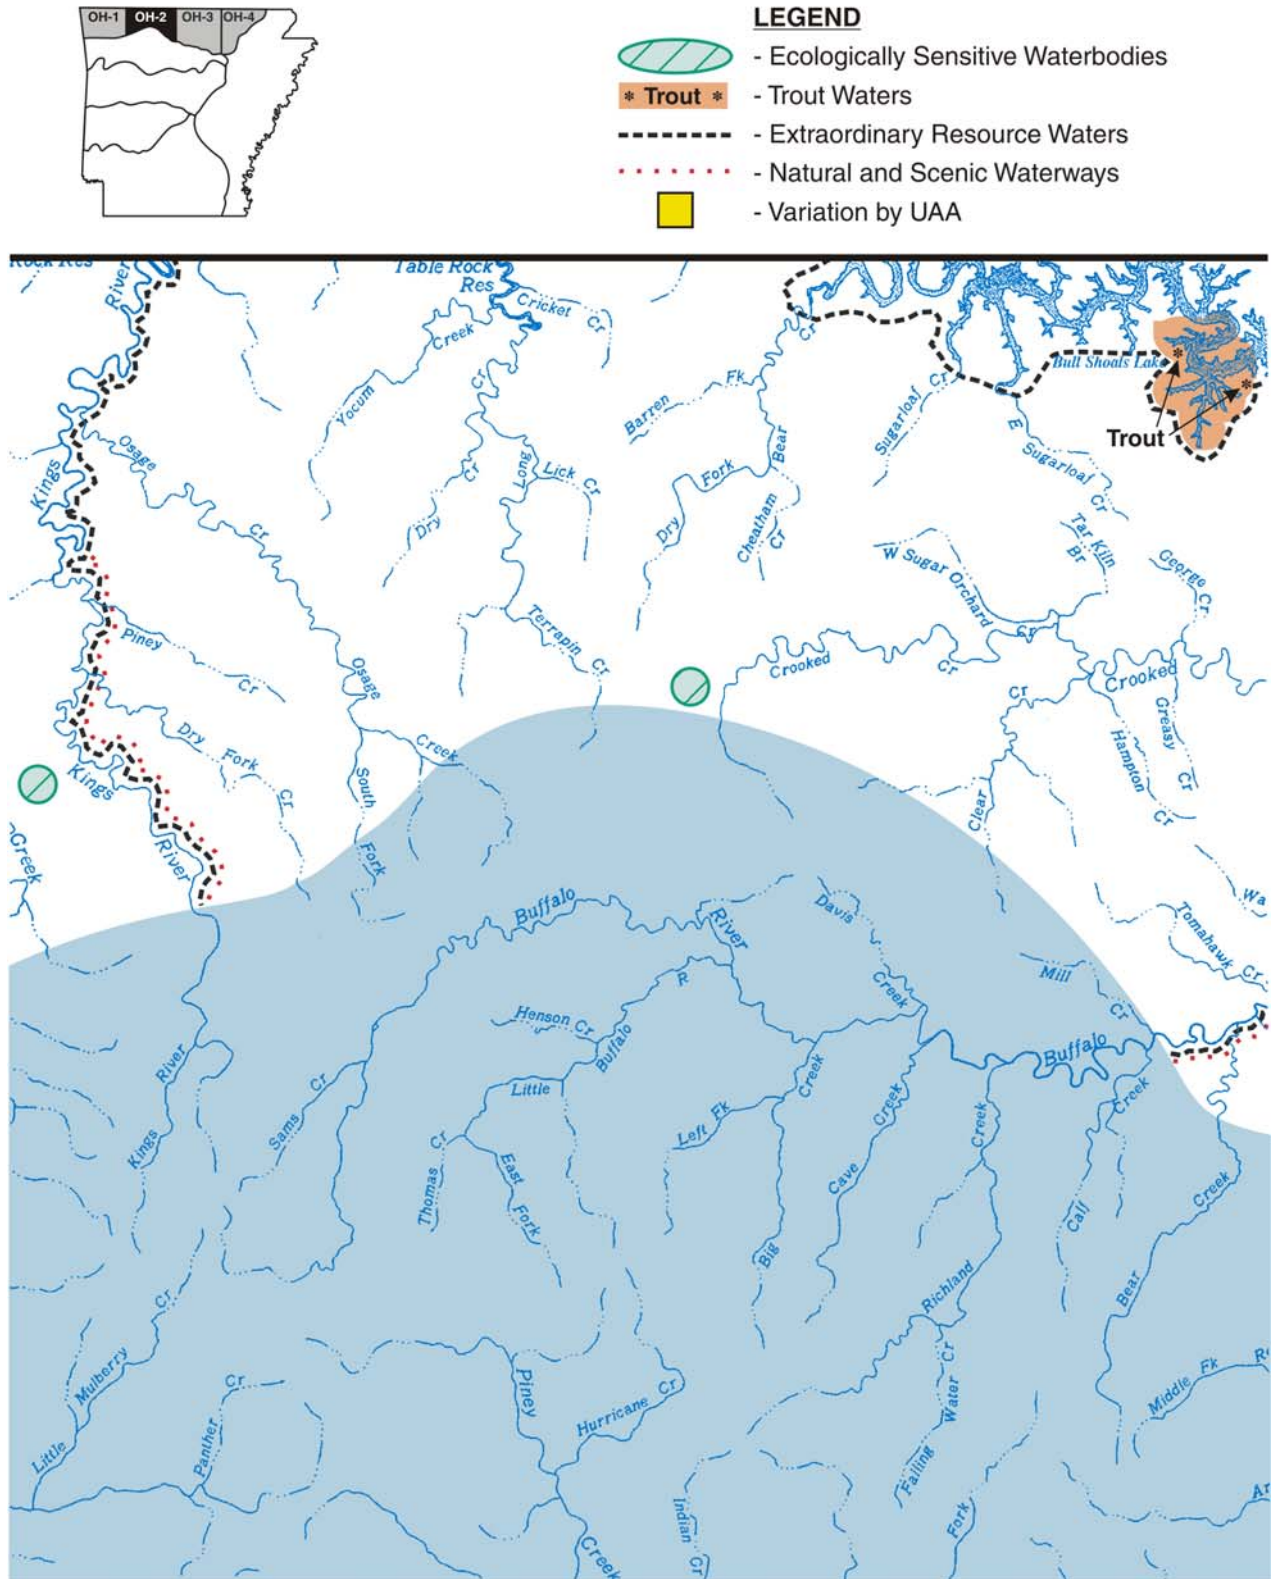 OH-1 OH-2 OH-3 OH-4
LEGEND
- Ecologically Sensitive Waterbodies
* Trout * - Trout Waters
- Extraordinary Resource Waters
- Natural and Scenic Waterways
- Variation by UAA
Rock Res
River
Table Rock
Res
Cricket
Cr
Creek
Cr
Yocum
Barren Fk
Cr
Sugarloaf Cr
Bull Shoals Lake
Trout
Kings
Osage
Cr
Cr
Dry
Long
Lick Cr
Dry Fork
Bear
Cheatham
Cr
E
Sugarloaf
Cr
Tar Kiln
Br
George Cr
W Sugar Orchard
Cr
Piney
Cr
Terrapin Cr
Osage
Crooked
Cr
Crooked
Cr
Greasy
Cr
Hampton
Cr
Clear
Dry Fork
Cr
Creek
South
Fork
Kings
River
Creek
Wa
Tomahawk Cr
Buffalo
River
Davis
Creek
Mill
Cr
Buffalo
R
Henson Cr
Buffalo
Little
River
Kings
Sams Cr
Thomas Cr
East
Fork
Left Fk
Creek
Big
Cave Creek
Creek
Richland
Calf
Creek
Bear
Creek
Middle Fk
Falling Water Cr
Little Mulberry Cr
Panther
Cr
Piney
Hurricane Cr
Creek
Indian
Cr
Fork
Ar